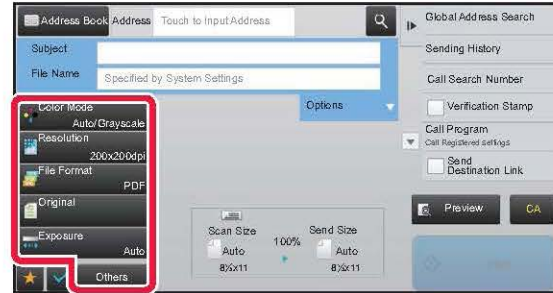 Address Book Address Touch to Input Address
Subject
File Name Specified by System Settings
Options
Color Mode
Auto/Grayscale
Resolution
200x200dpi
File Format
PDF
Original
Exposure
Auto
Others
Scan Size
Auto
8½x11
100%
Send Size
Auto
8½x11
Global Address Search
Sending History
Call Search Number
Verification Stamp
Call Program
Call Registered settings
Send
Destination Link
Preview
CA